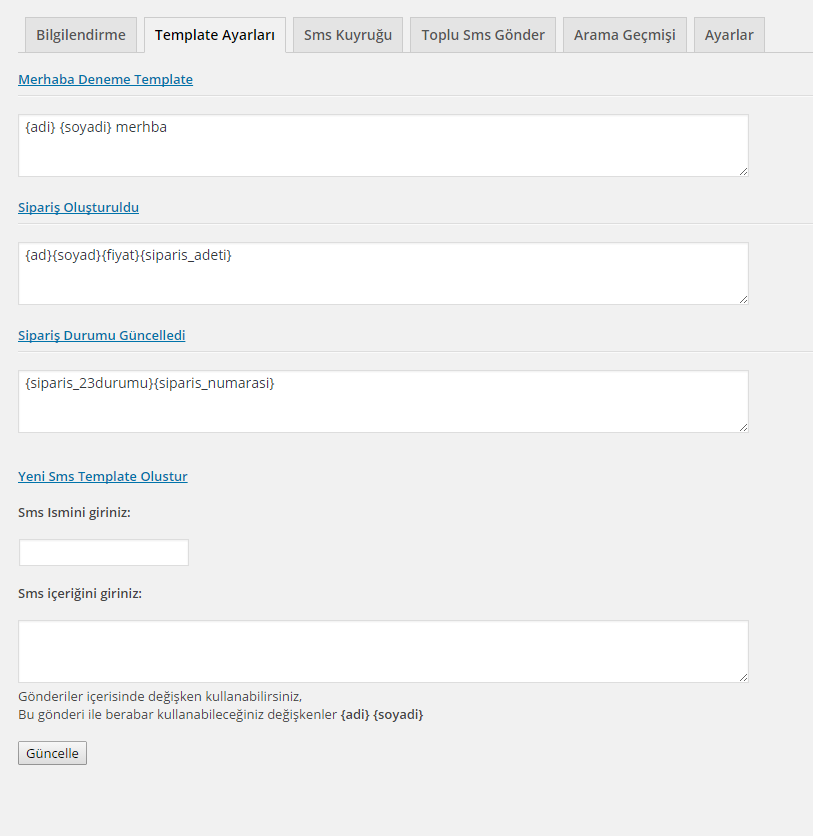 Bilgilendirme Template Ayarları Sms Kuyruğu Toplu Sms Gönder Arama Geçmişi Ayarlar
Merhaba Deneme Template
{adi} {soyadi} merhba
Sipariş Oluşturuldu
{ad}{soyad}{fiyat}{siparis_adeti}
Sipariş Durumu Güncelledi
{siparis_23durumu}{siparis_numarasi}
Yeni Sms Template Olustur
Sms Ismini giriniz:
Sms içeriğini giriniz:
Gönderiler içerisinde değişken kullanabilirsiniz,
Bu gönderi ile berabar kullanabileceğiniz değişkenler {adi} {soyadi}
Güncelle